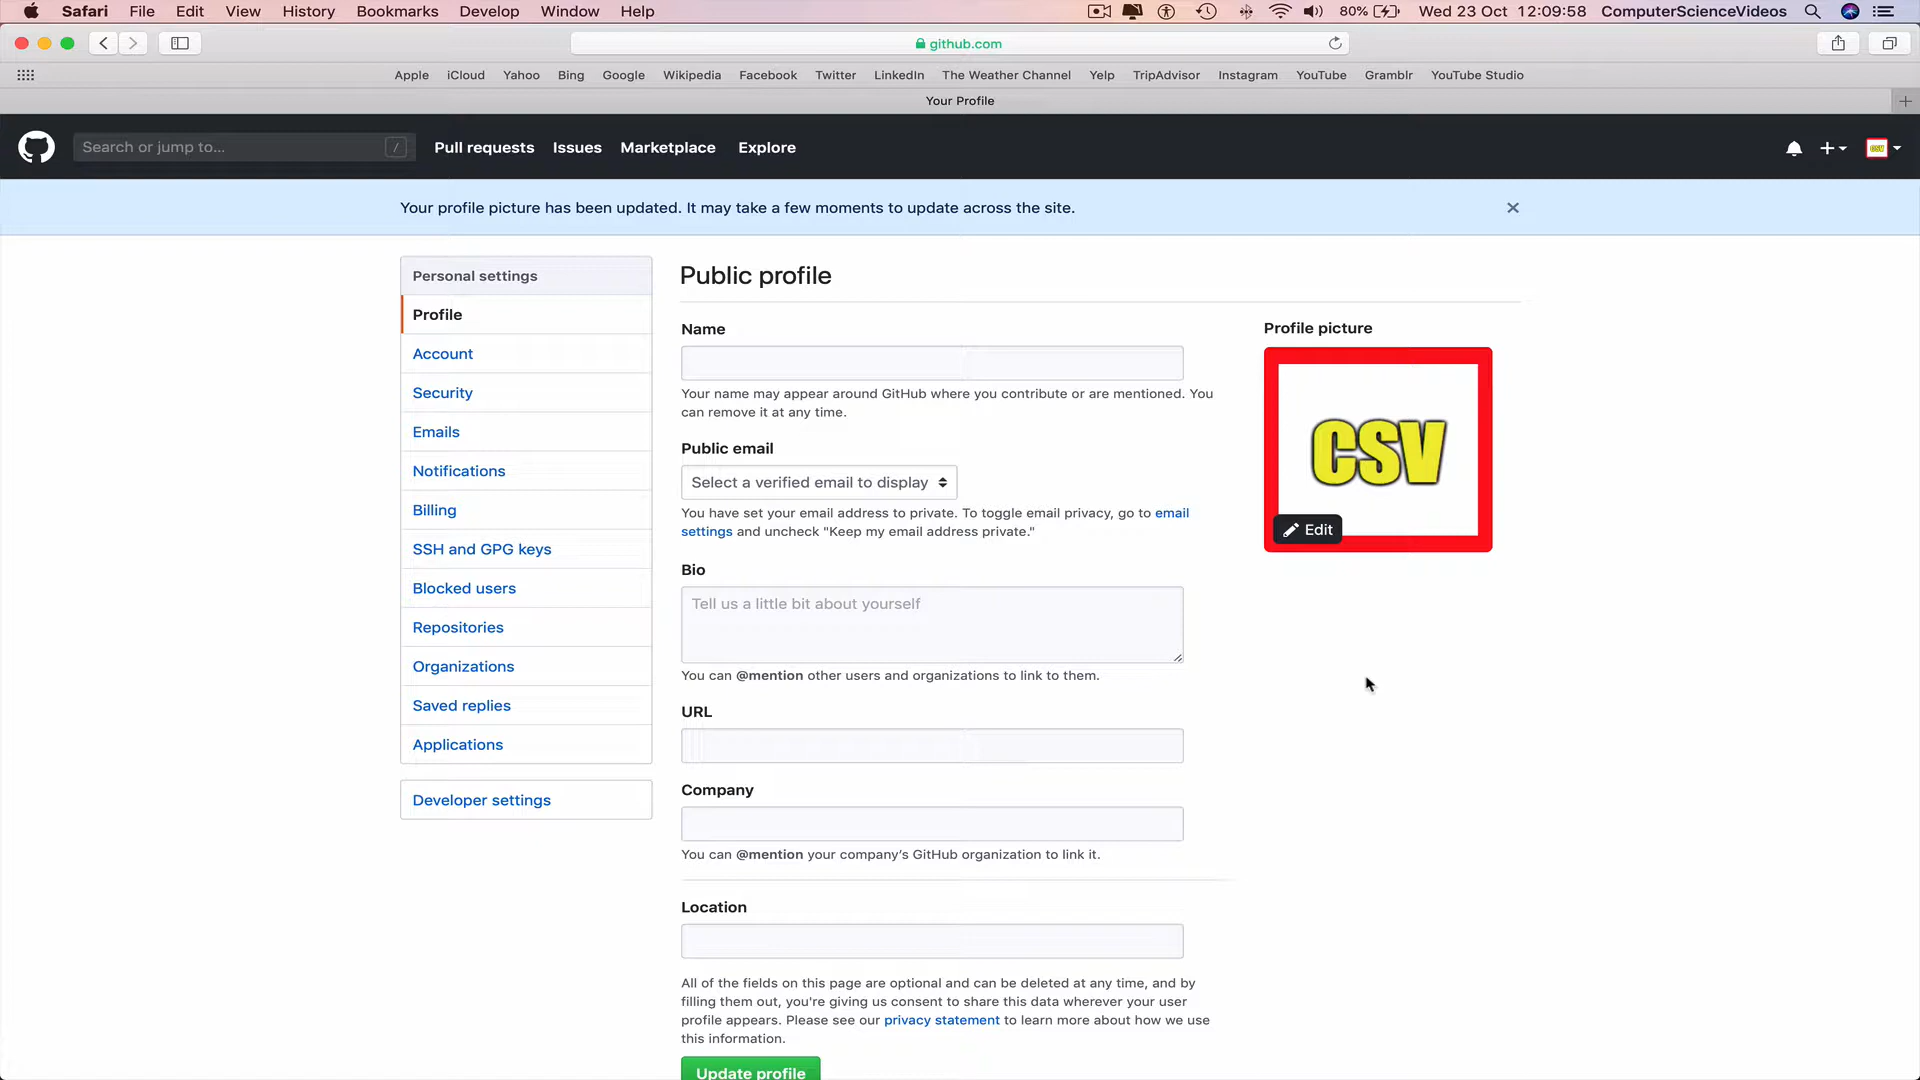 Safari File Edit View History Bookmarks Develop Window Help 80% Wed 23 Oct 12:09:58 ComputerScienceVideos
github.com
Apple iCloud Yahoo Bing Google Wikipedia Facebook Twitter LinkedIn The Weather Channel Yelp TripAdvisor Instagram YouTube Gramblr YouTube Studio
Your Profile
Search or jump to... / Pull requests Issues Marketplace Explore CSV
Your profile picture has been updated. It may take a few moments to update across the site.
Personal settings
Profile
Account
Security
Emails
Notifications
Billing
SSH and GPG keys
Blocked users
Repositories
Organizations
Saved replies
Applications
Developer settings
Public profile
Name
Your name may appear around GitHub where you contribute or are mentioned. You
can remove it at any time.
Public email
Select a verified email to display
You have set your email address to private. To toggle email privacy, go to email
settings and uncheck "Keep my email address private."
Bio
Tell us a little bit about yourself
You can @mention other users and organizations to link to them.
URL
Company
You can @mention your company’s GitHub organization to link it.
Location
All of the fields on this page are optional and can be deleted at any time, and by
filling them out, you're giving us consent to share this data wherever your user
profile appears. Please see our privacy statement to learn more about how we use
this information.
Update profile
Profile picture
CSV
Edit